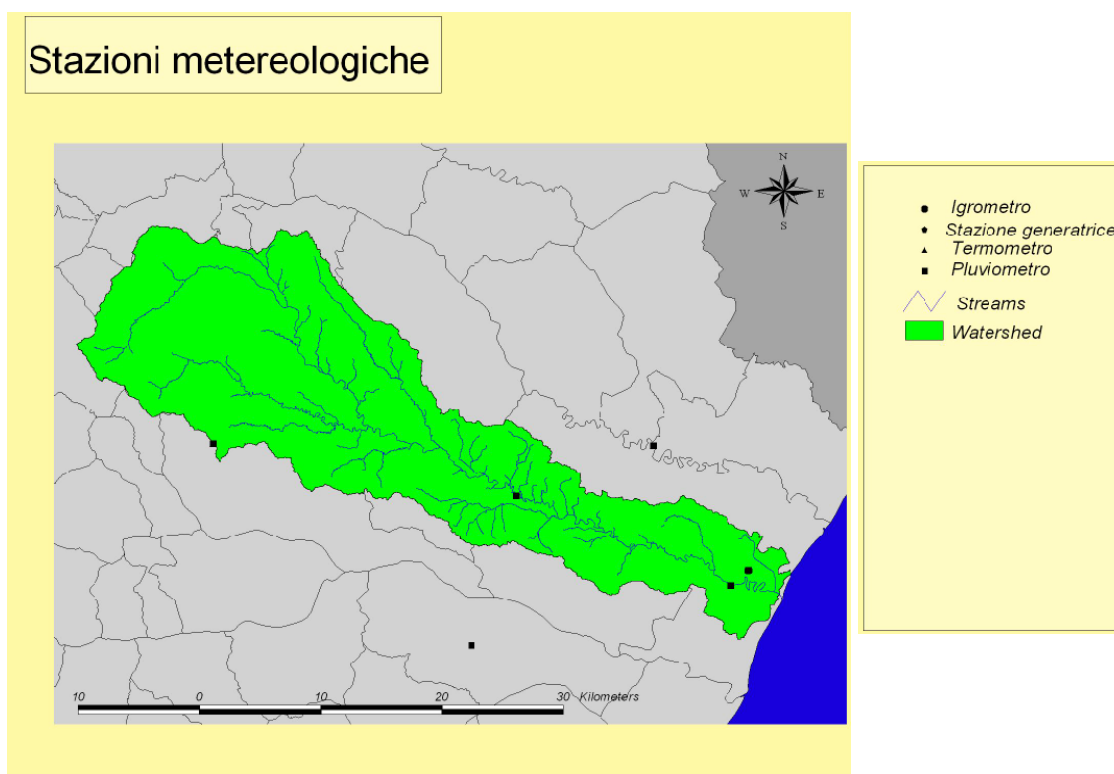 Stazioni metereologiche
N
W E
S
Igrometro
Stazione generatrice
Termometro
Pluviometro
Streams
Watershed
10 0 10 20 30 Kilometers